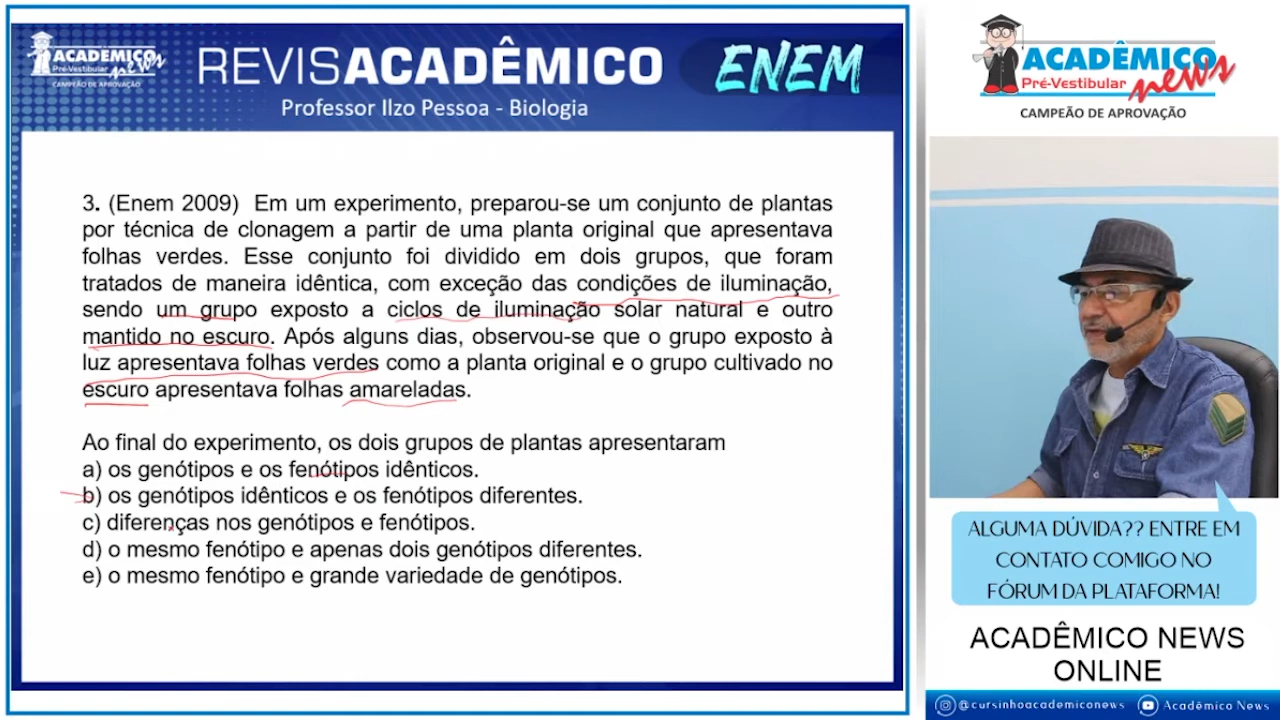 ACADÊMICO
Pré-Vestibular news
CAMPEÃO DE APROVAÇÃO
REVISACADÊMICO
ENEM
Professor Ilzo Pessoa - Biologia
3. (Enem 2009) Em um experimento, preparou-se um conjunto de plantas
por técnica de clonagem a partir de uma planta original que apresentava
folhas verdes. Esse conjunto foi dividido em dois grupos, que foram
tratados de maneira idêntica, com exceção das condições de iluminação,
sendo um grupo exposto a ciclos de iluminação solar natural e outro
mantido no escuro. Após alguns dias, observou-se que o grupo exposto à
luz apresentava folhas verdes como a planta original e o grupo cultivado no
escuro apresentava folhas amareladas.
Ao final do experimento, os dois grupos de plantas apresentaram
a) os genótipos e os fenótipos idênticos.
b) os genótipos idênticos e os fenótipos diferentes.
c) diferenças nos genótipos e fenótipos.
d) o mesmo fenótipo e apenas dois genótipos diferentes.
e) o mesmo fenótipo e grande variedade de genótipos.
ACADÊMICO
Pré-Vestibular news
CAMPEÃO DE APROVAÇÃO
ALGUMA DÚVIDA?? ENTRE EM
CONTATO COMIGO NO
FÓRUM DA PLATAFORMA!
ACADÊMICO NEWS
ONLINE
@cursinhoacademiconews Acadêmico News